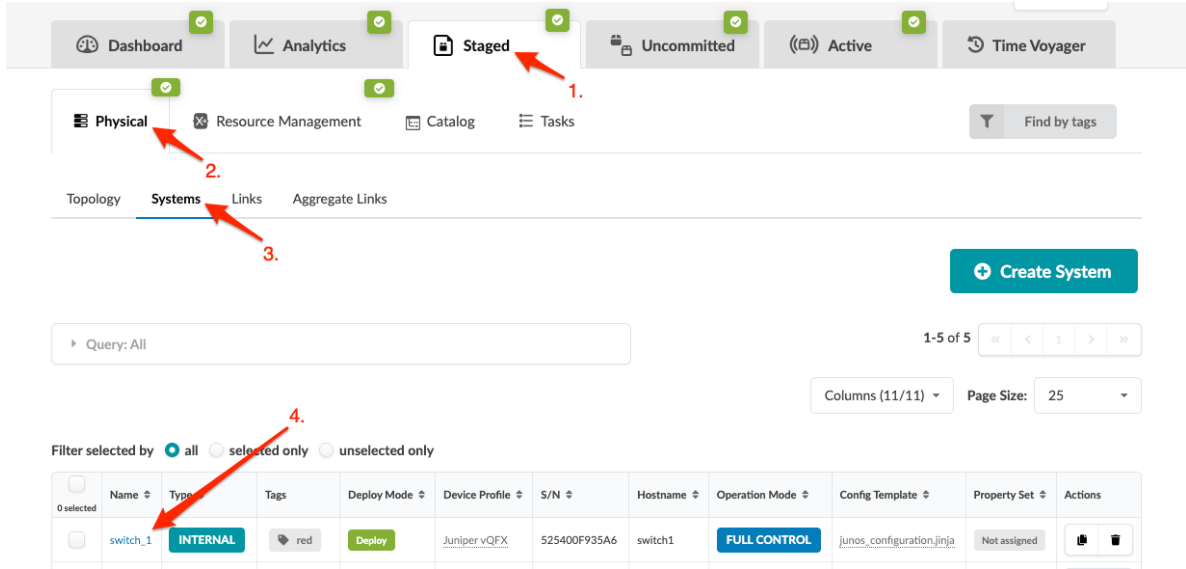 Dashboard Analytics Staged Uncommitted Active Time Voyager
1.
Physical Resource Management Catalog Tasks Find by tags
2.
Topology Systems Links Aggregate Links
3.
Create System
Query: All 1-5 of 5 « < 1 > »
Columns (11/11) Page Size: 25
4.
Filter selected by all selected only unselected only
0 selected Name Type Tags Deploy Mode Device Profile S/N Hostname Operation Mode Config Template Property Set Actions
switch_1 INTERNAL red Deploy Juniper vQFX 525400F935A6 switch1 FULL CONTROL junos_configuration.jinja Not assigned